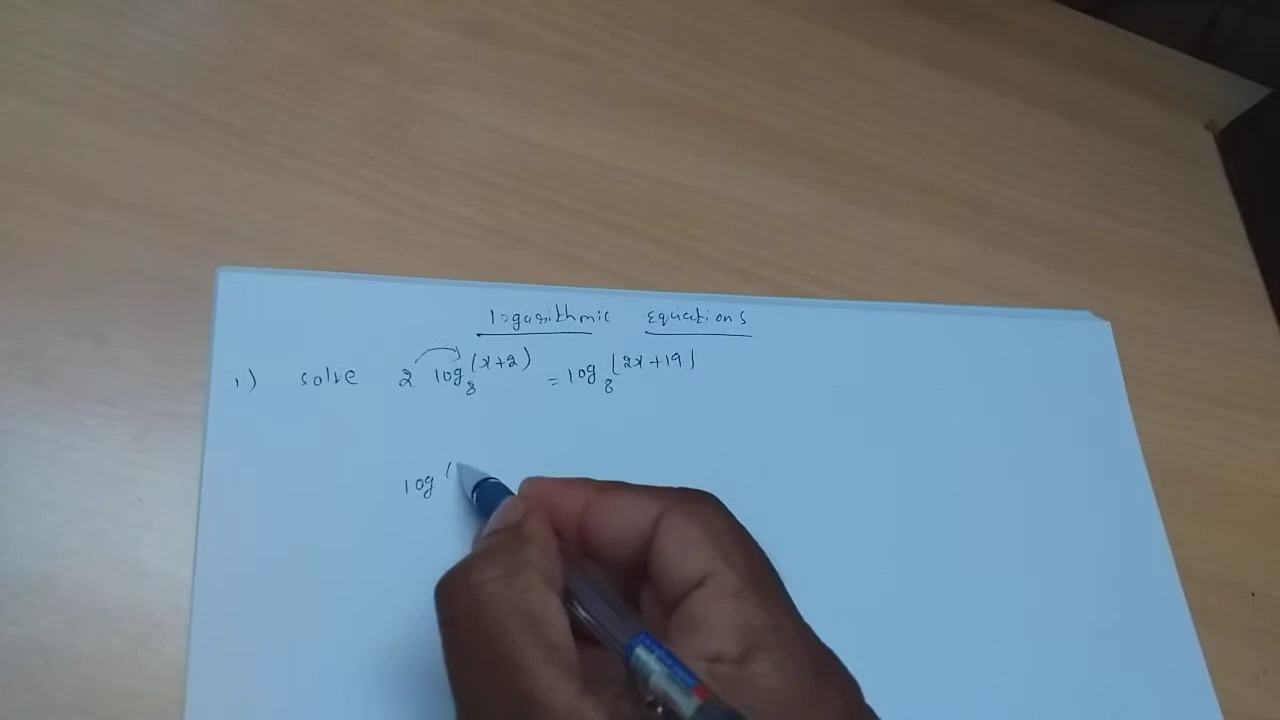 logarithmic equations
1) solve 2 log₈(x+2) = log₈(2x+19)
log (